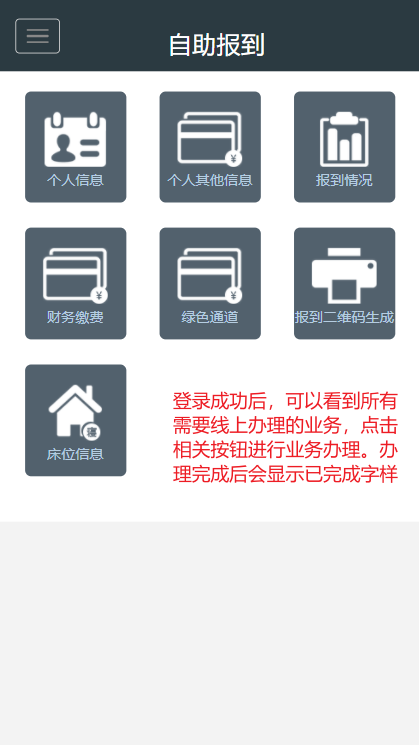 自助报到
个人信息
个人其他信息
报到情况
¥
财务缴费
绿色通道
报到二维码生成
¥
¥
床位信息
寝
登录成功后，可以看到所有
需要线上办理的业务，点击
相关按钮进行业务办理。办
理完成后会显示已完成字样